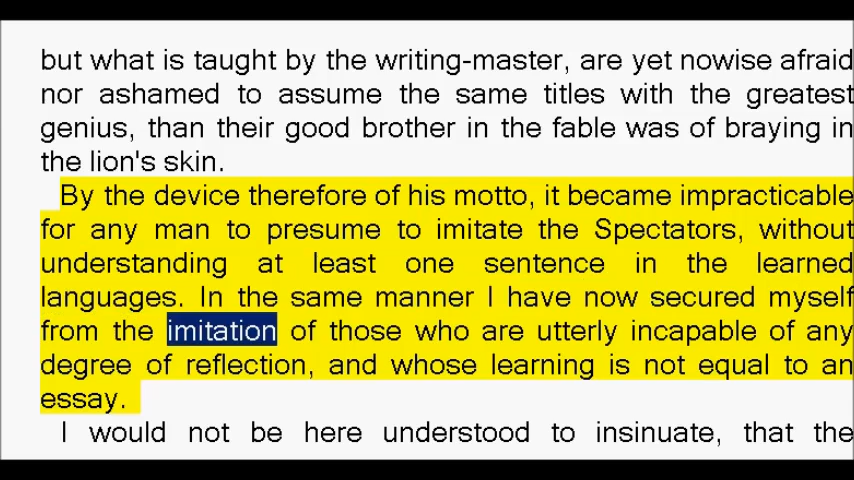 but what is taught by the writing-master, are yet nowise afraid
nor ashamed to assume the same titles with the greatest
genius, than their good brother in the fable was of braying in
the lion's skin.
By the device therefore of his motto, it became impracticable
for any man to presume to imitate the Spectators, without
understanding at least one sentence in the learned
languages. In the same manner I have now secured myself
from the imitation of those who are utterly incapable of any
degree of reflection, and whose learning is not equal to an
essay.
I would not be here understood to insinuate, that the